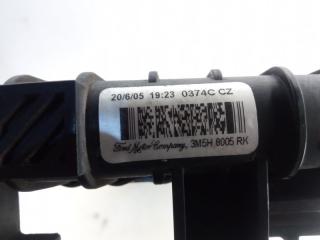 20/6/05 19:23 0374C CZ
Ford Motor Company, 3M5H 8005 RK